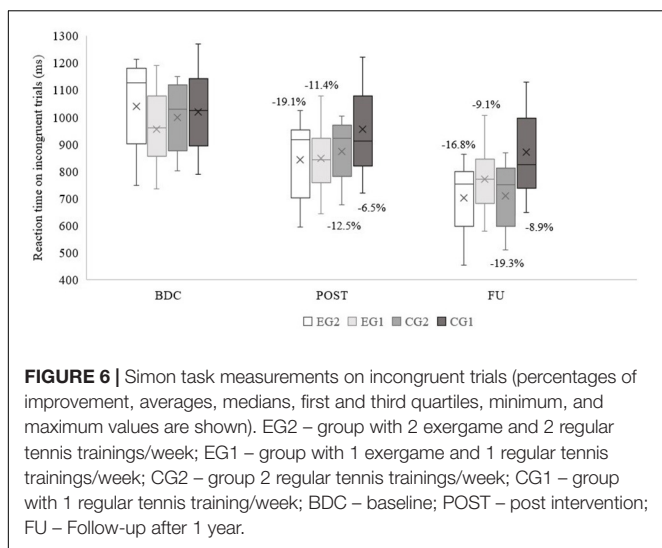 1300
1200
1100
1000
900
800
700
600
500
400
Reaction time on incongruent trials (ms)
-19.1%
-11.4%
-12.5%
-6.5%
-16.8%
-9.1%
-19.3%
-8.9%
BDC POST FU
EG2 EG1 CG2 CG1
FIGURE 6 | Simon task measurements on incongruent trials (percentages of
improvement, averages, medians, first and third quartiles, minimum, and
maximum values are shown). EG2 – group with 2 exergame and 2 regular
tennis trainings/week; EG1 – group with 1 exergame and 1 regular tennis
trainings/week; CG2 – group 2 regular tennis trainings/week; CG1 – group
with 1 regular tennis training/week; BDC – baseline; POST – post intervention;
FU – Follow-up after 1 year.